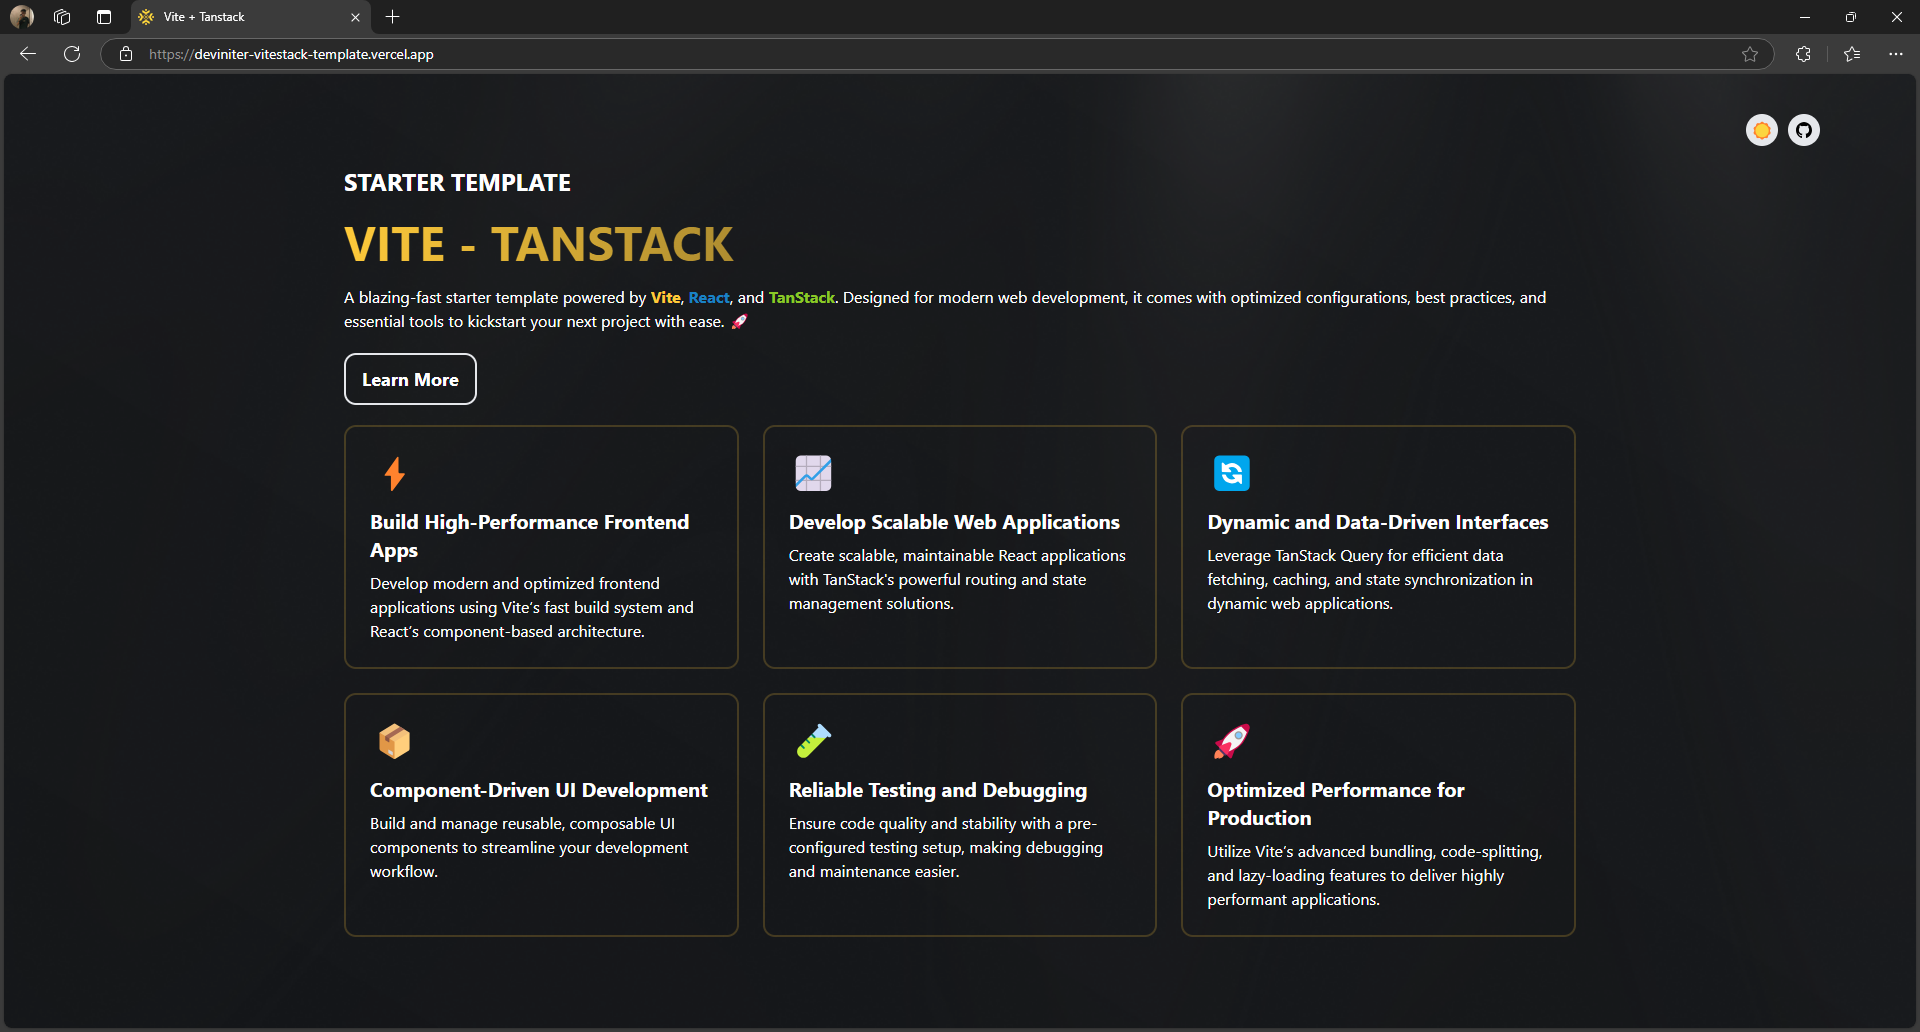 Vite + Tanstack
https://deviniter-vitestack-template.vercel.app
STARTER TEMPLATE
VITE - TANSTACK
A blazing-fast starter template powered by Vite, React, and TanStack. Designed for modern web development, it comes with optimized configurations, best practices, and
essential tools to kickstart your next project with ease. 🚀
Learn More
Build High-Performance Frontend
Apps
Develop modern and optimized frontend
applications using Vite’s fast build system and
React’s component-based architecture.
Develop Scalable Web Applications
Create scalable, maintainable React applications
with TanStack's powerful routing and state
management solutions.
Dynamic and Data-Driven Interfaces
Leverage TanStack Query for efficient data
fetching, caching, and state synchronization in
dynamic web applications.
Component-Driven UI Development
Build and manage reusable, composable UI
components to streamline your development
workflow.
Reliable Testing and Debugging
Ensure code quality and stability with a pre-
configured testing setup, making debugging
and maintenance easier.
Optimized Performance for
Production
Utilize Vite’s advanced bundling, code-splitting,
and lazy-loading features to deliver highly
performant applications.